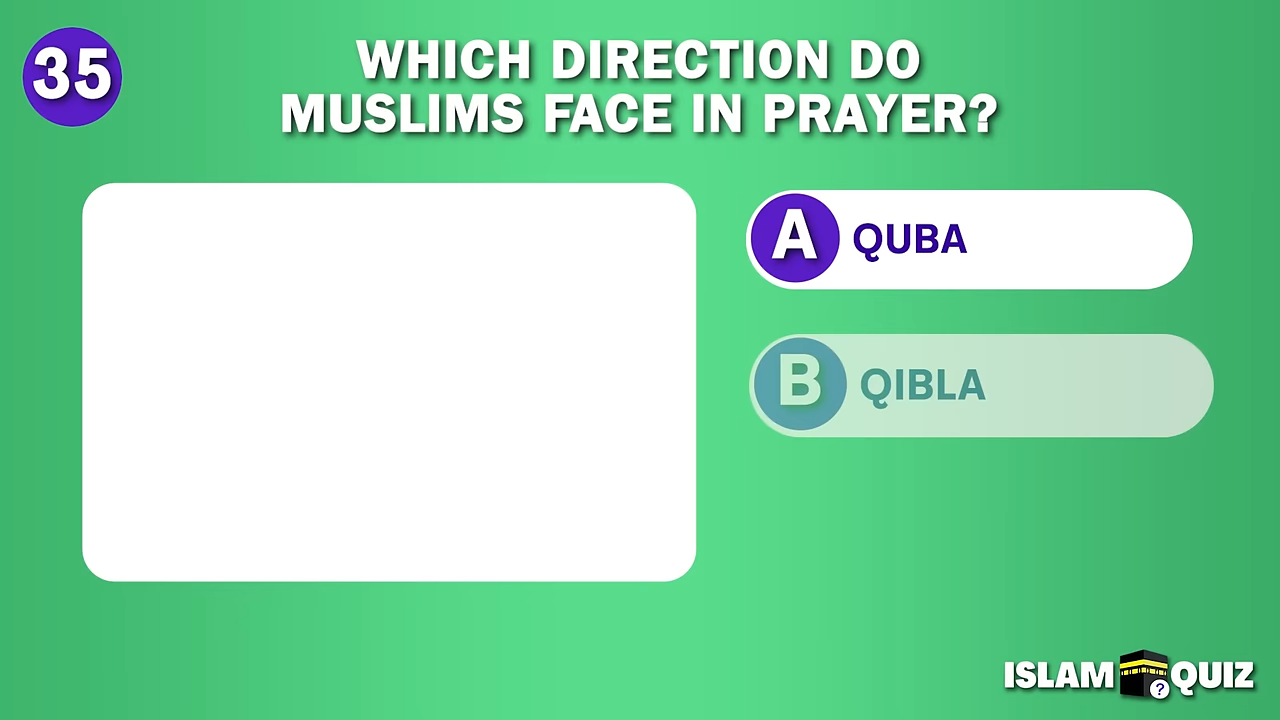 35
WHICH DIRECTION DO
MUSLIMS FACE IN PRAYER?
A QUBA
B QIBLA
ISLAM QUIZ
?